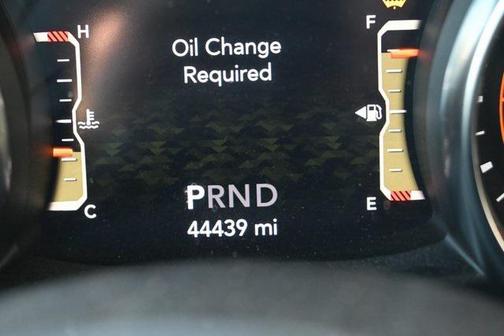 H
F
Oil Change
Required
C
E
PRND
44439 mi